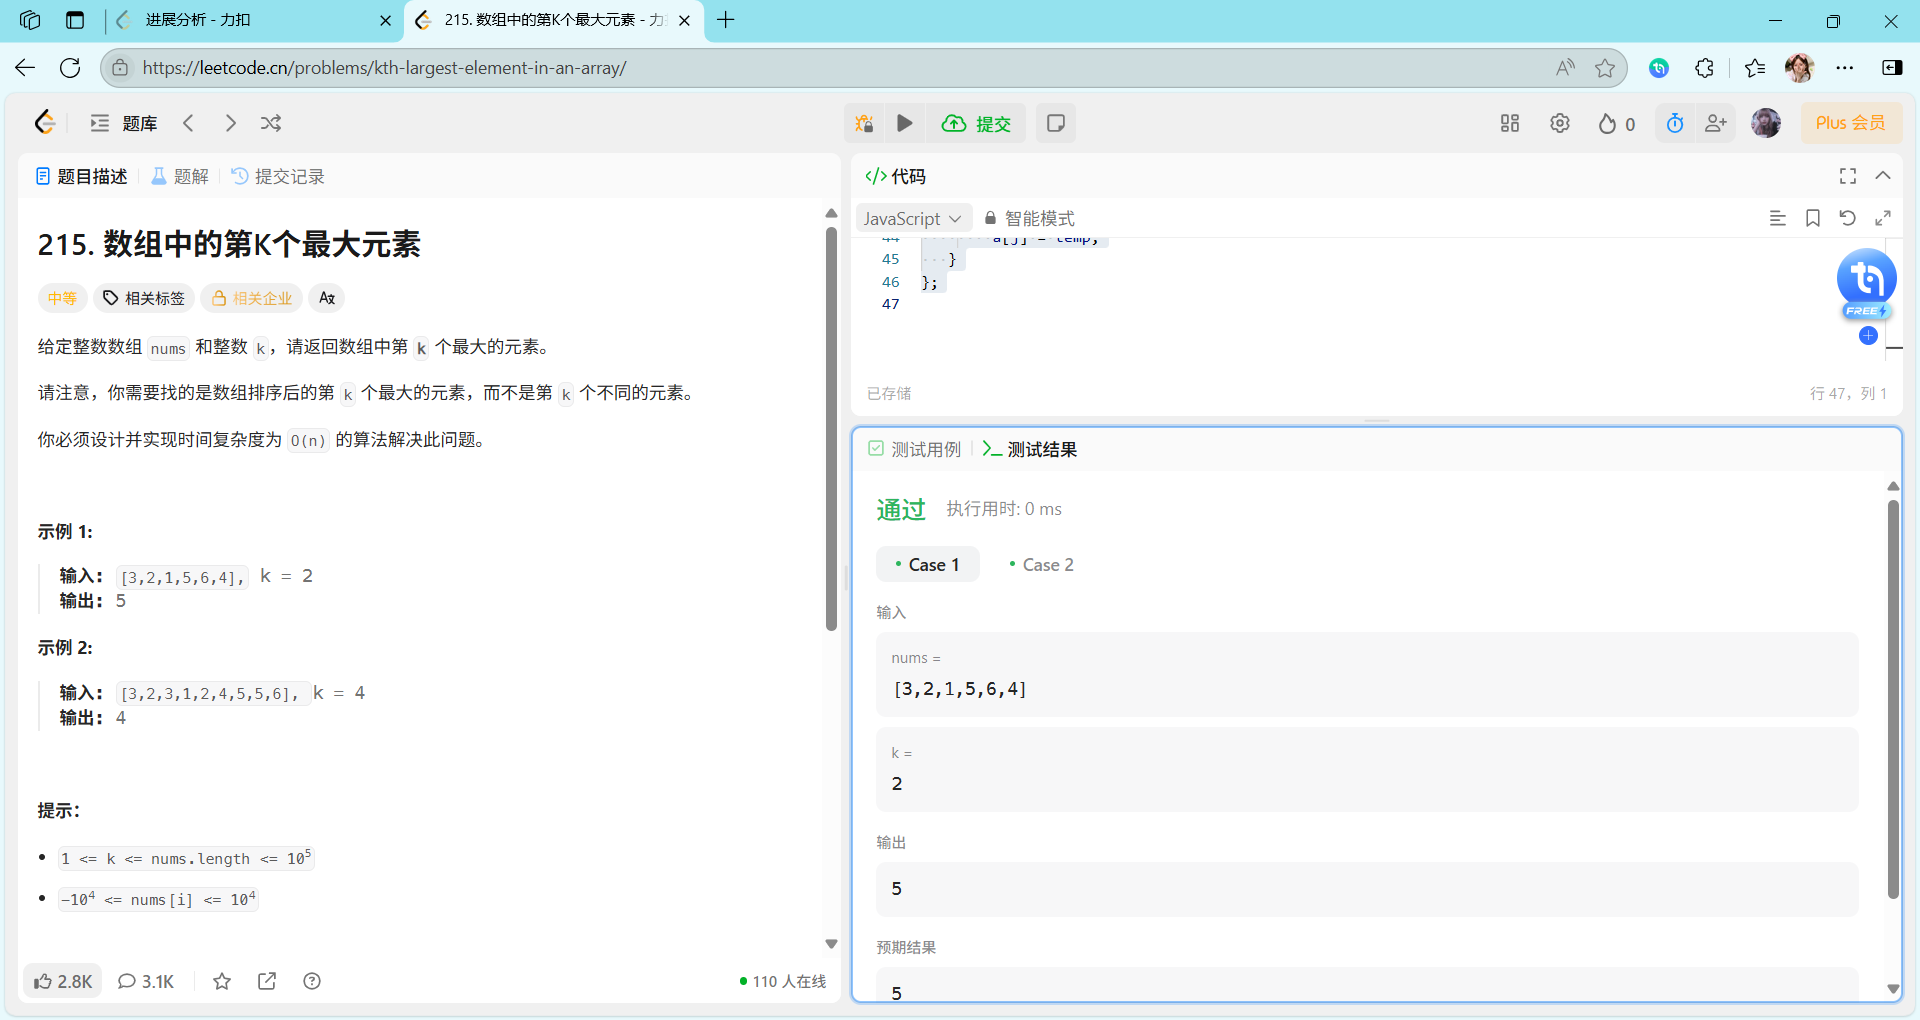 进展分析 - 力扣
215. 数组中的第K个最大元素 - 力
https://leetcode.cn/problems/kth-largest-element-in-an-array/
题库
提交
0
Plus 会员
题目描述
题解
提交记录
215. 数组中的第K个最大元素
中等
相关标签
相关企业
给定整数数组 nums 和整数 k，请返回数组中第 k 个最大的元素。
请注意，你需要找的是数组排序后的第 k 个最大的元素，而不是第 k 个不同的元素。
你必须设计并实现时间复杂度为 O(n) 的算法解决此问题。
示例 1:
输入: [3,2,1,5,6,4], k = 2
输出: 5
示例 2:
输入: [3,2,3,1,2,4,5,5,6], k = 4
输出: 4
提示:
1 <= k <= nums.length <= 10⁵
-10⁴ <= nums[i] <= 10⁴
2.8K
3.1K
110 人在线
代码
JavaScript
智能模式
44 a[j] = temp;
45 }
46 };
47
FREE
已存储
行 47，列 1
测试用例
测试结果
通过
执行用时: 0 ms
Case 1
Case 2
输入
nums =
[3,2,1,5,6,4]
k =
2
输出
5
预期结果
5